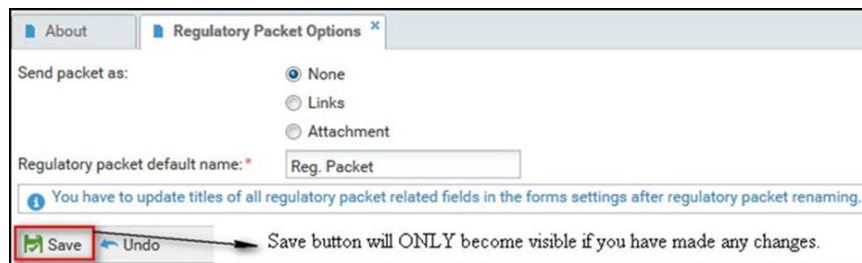 About
Regulatory Packet Options
Send packet as:
None
Links
Attachment
Regulatory packet default name:*
Reg. Packet
You have to update titles of all regulatory packet related fields in the forms settings after regulatory packet renaming.
Save Undo
Save button will ONLY become visible if you have made any changes.